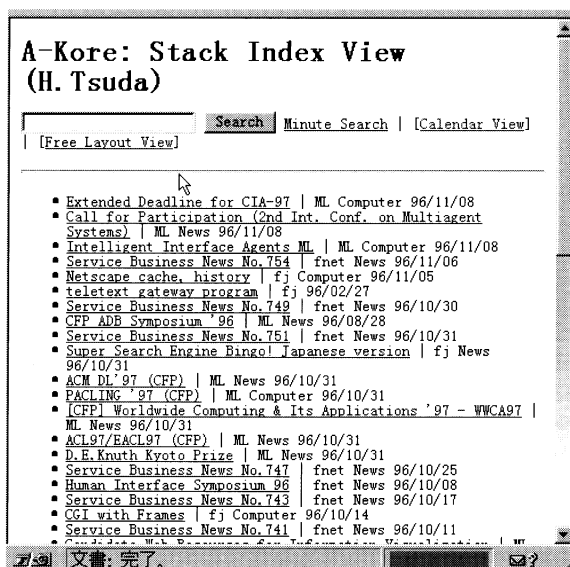 A-Kore: Stack Index View
(H.Tsuda)
Search Minute Search | [Calendar View]
| [Free Layout View]
Extended Deadline for CIA-97 | ML Computer 96/11/08
Call for Participation (2nd Int. Conf. on Multiagent
Systems) | ML News 96/11/08
Intelligent Interface Agents ML | ML Computer 96/11/08
Service Business News No.754 | fnet News 96/11/06
Netscape cache, history | fj Computer 96/11/05
teletext gateway program | fj 96/02/27
Service Business News No.749 | fnet News 96/10/30
CFP ADB Symposium '96 | ML News 96/08/28
Service Business News No.751 | fnet News 96/10/31
Super Search Engine Bingo! Japanese version | fj News
96/10/31
ACM DL'97 (CFP) | ML News 96/10/31
PACLING '97 (CFP) | ML Computer 96/10/31
[CFP] Worldwide Computing & Its Applications '97 - WWCA97 |
ML News 96/10/31
ACL97/EACL97 (CFP) | ML News 96/10/31
D.E.Knuth Kyoto Prize | ML News 96/10/31
Service Business News No.747 | fnet News 96/10/25
Human Interface Symposium 96 | fnet News 96/10/08
Service Business News No.743 | fnet News 96/10/17
CGI with Frames | fj Computer 96/10/14
Service Business News No.741 | fnet News 96/10/11
Candidate Web Resources for Information Visualization | ML
文書: 完了。